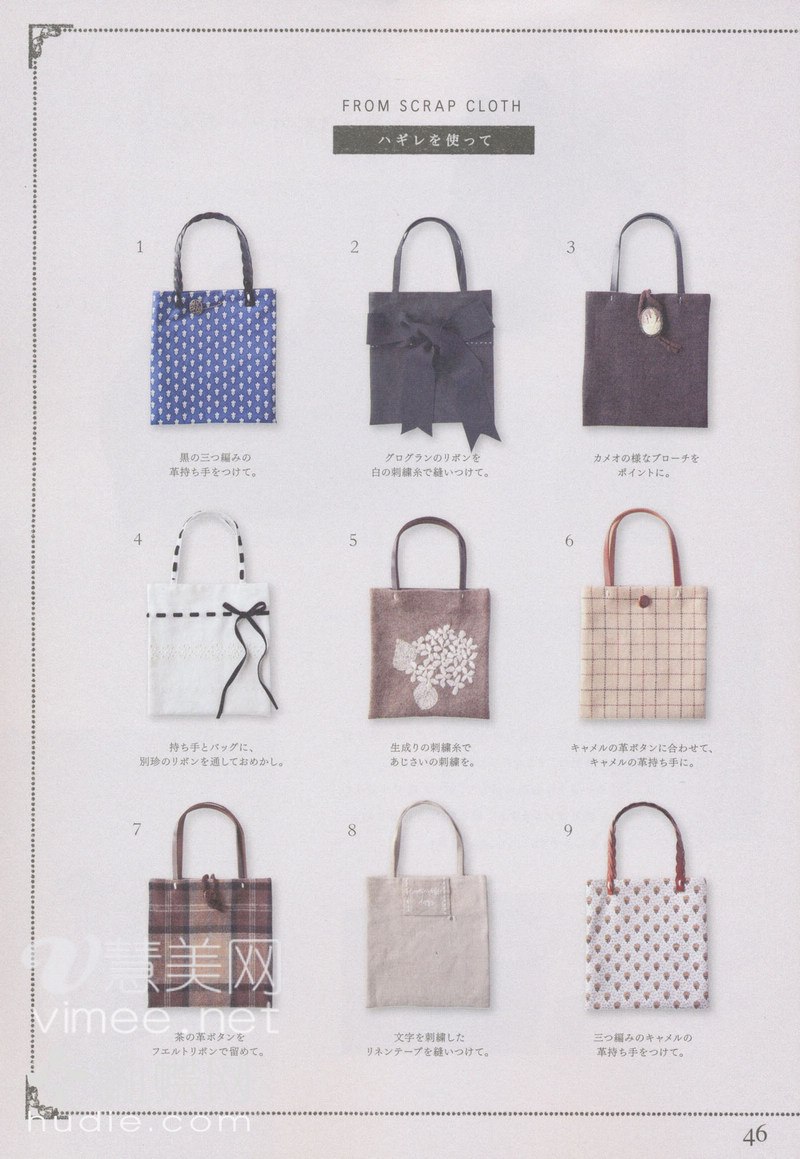 FROM SCRAP CLOTH
ハギレを使って
1
2
3
黒の三つ編みの
革持ち手をつけて。
グログランのリボンを
白の刺繍糸で縫いつけて。
カメオの様なブローチを
ポイントに。
4
5
6
持ち手とバッグに、
別珍のリボンを通しておめかし。
生成りの刺繍糸で
あじさいの刺繍を。
キャメルの革ボタンに合わせて、
キャメルの革持ち手に。
7
8
9
慧美网
vimee.net
茶の革ボタンを
フエルトリボンで留めて。
文字を刺繍した
リネンテープを縫いつけて。
三つ編みのキャメルの
革持ち手をつけて。
hudie.com
46